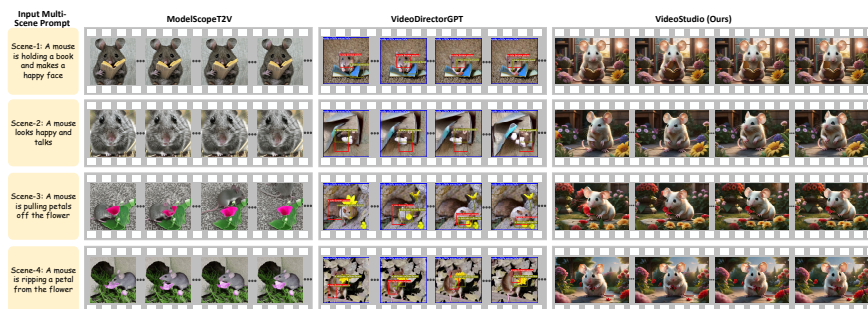 Input Multi-
Scene Prompt
ModelScopeT2V
VideoDirectorGPT
VideoStudio (Ours)
Scene-1: A mouse
is holding a book
and makes a
happy face
Scene-2: A mouse
looks happy and
talks
Scene-3: A mouse
is pulling petals
off the flower
Scene-4: A mouse
is ripping a petal
from the flower